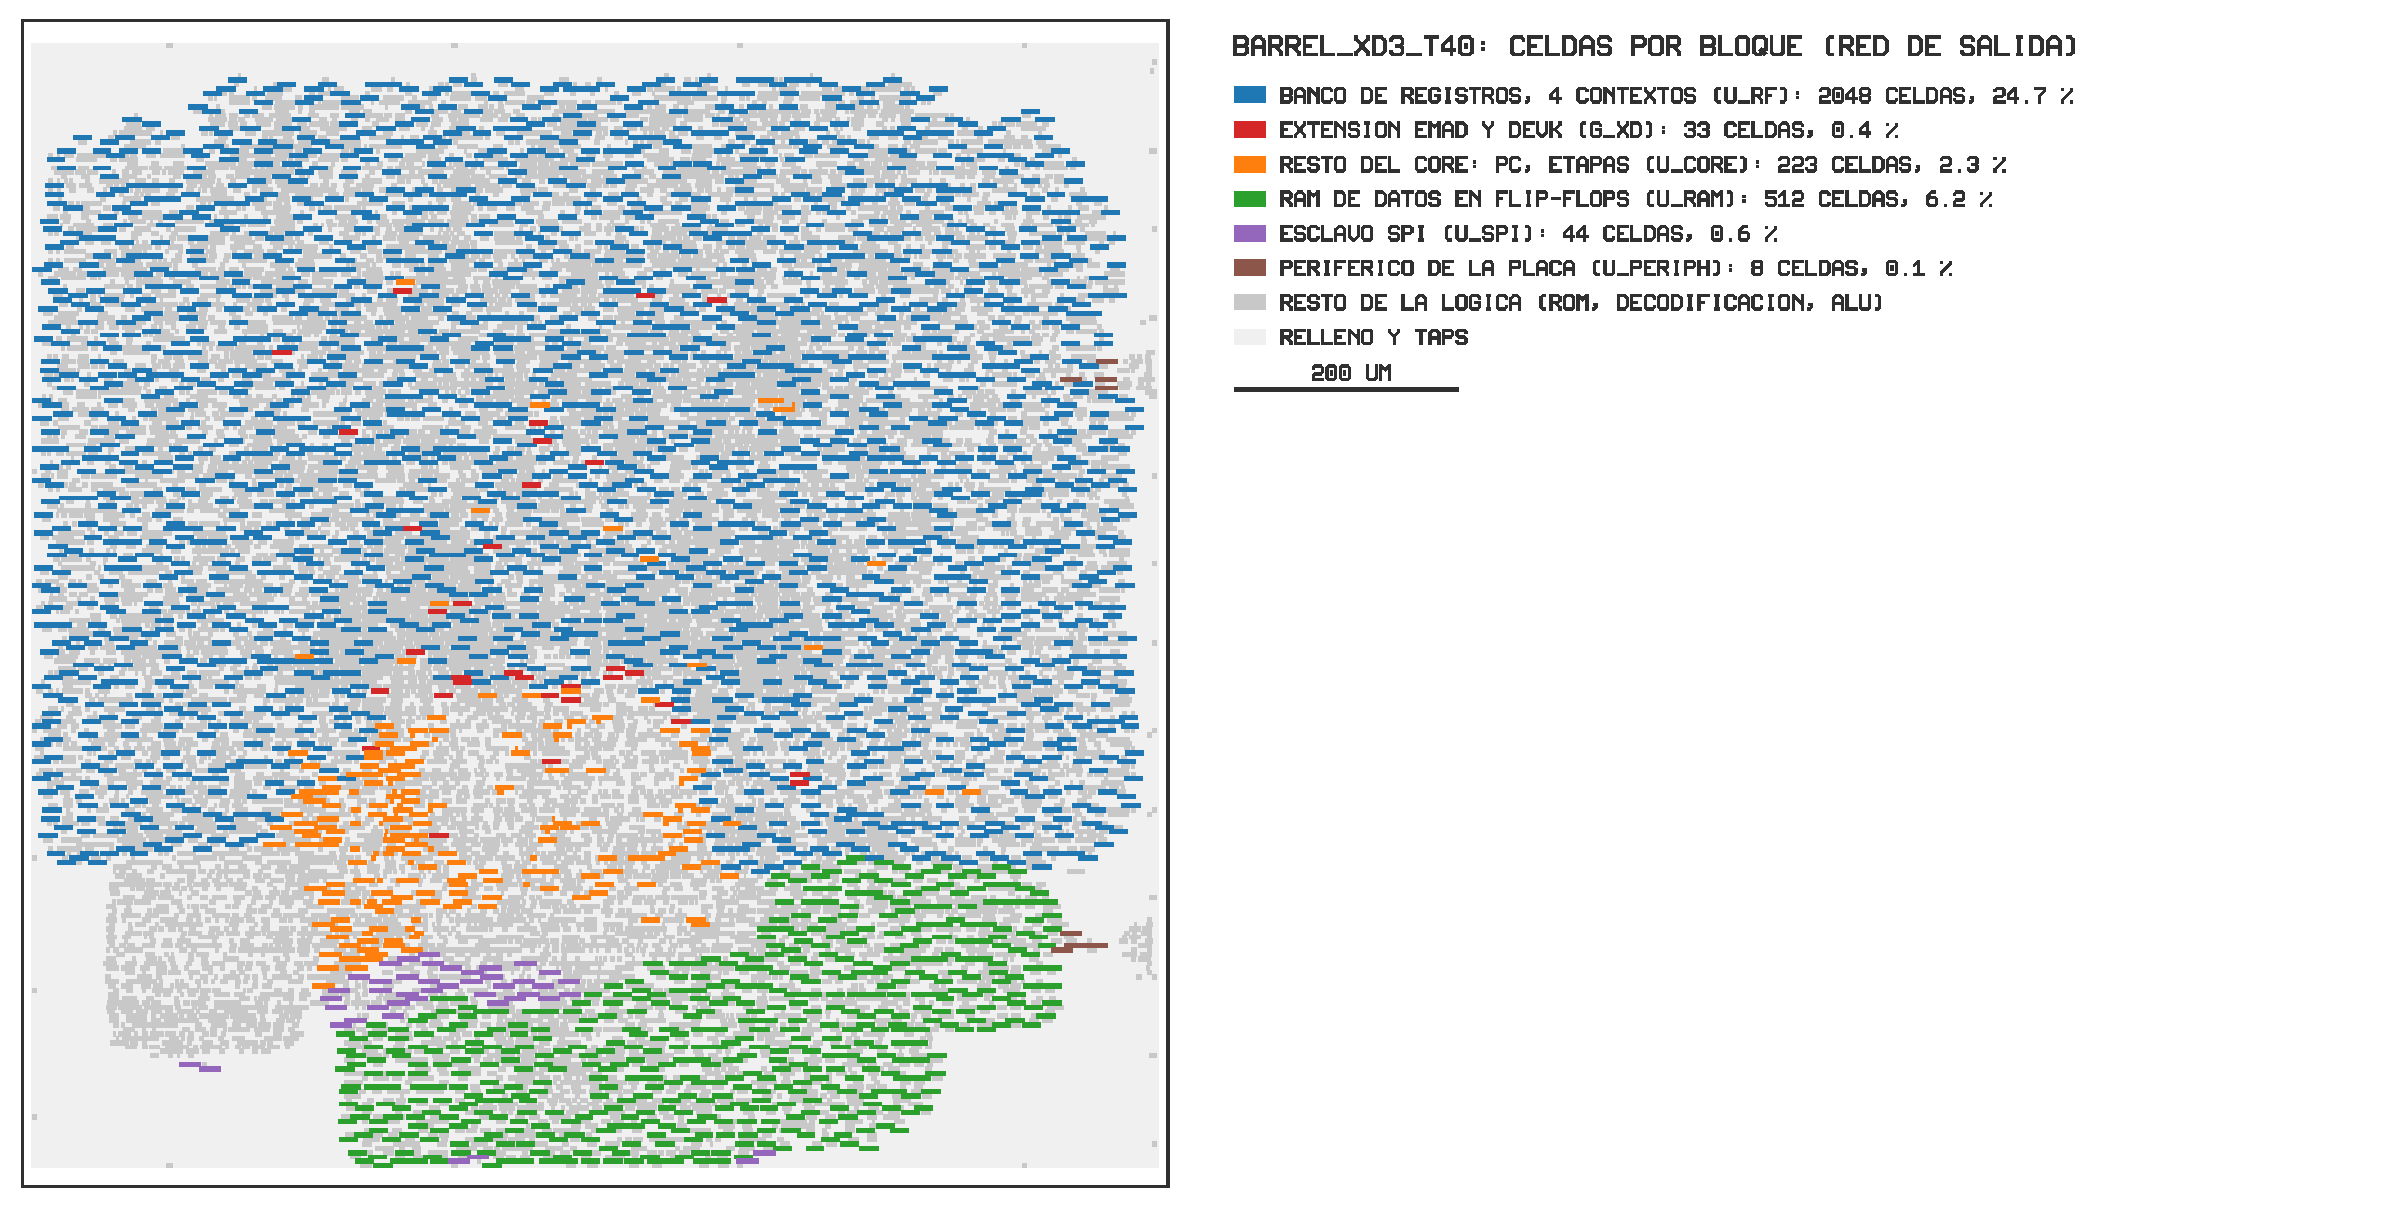 BARREL_XD3_T40: CELDAS POR BLOQUE (RED DE SALIDA)
BANCO DE REGISTROS, 4 CONTEXTOS (U_RF): 2048 CELDAS, 24.7 %
EXTENSION EMAD Y DEVK (G_XD): 33 CELDAS, 0.4 %
RESTO DEL CORE: PC, ETAPAS (U_CORE): 223 CELDAS, 2.3 %
RAM DE DATOS EN FLIP-FLOPS (U_RAM): 512 CELDAS, 6.2 %
ESCLAVO SPI (U_SPI): 44 CELDAS, 0.6 %
PERIFERICO DE LA PLACA (U_PERIPH): 8 CELDAS, 0.1 %
RESTO DE LA LOGICA (ROM, DECODIFICACION, ALU)
RELLENO Y TAPS
200 UM